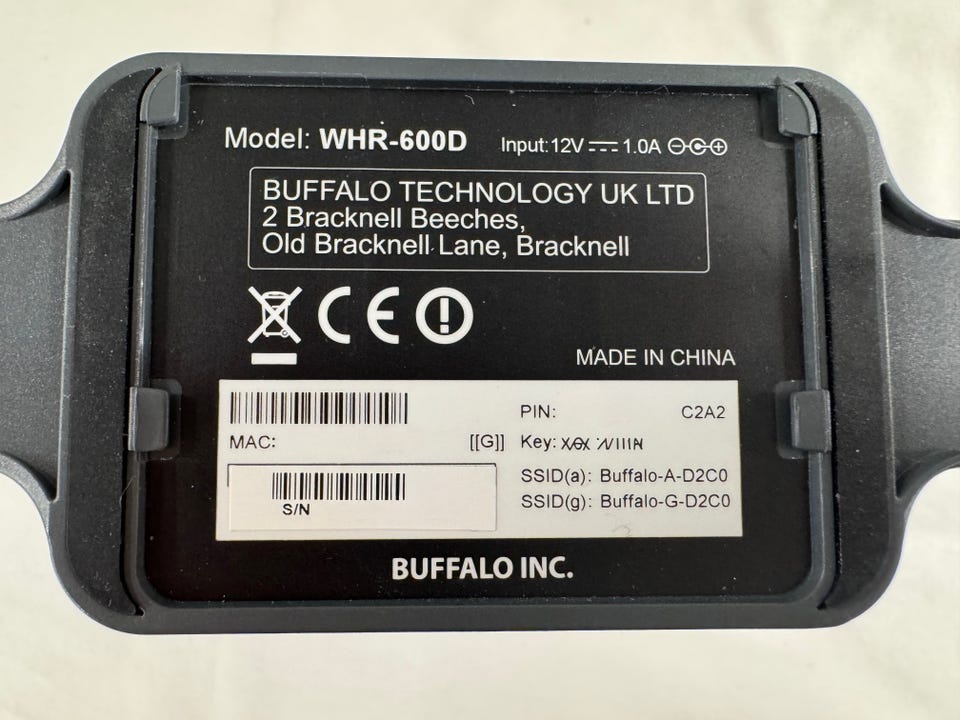 Model: WHR-600D Input:12V 1.0A
BUFFALO TECHNOLOGY UK LTD
2 Bracknell Beeches,
Old Bracknell Lane, Bracknell
CE
MADE IN CHINA
PIN: C2A2
MAC: [[G]] Key:
SSID(a): Buffalo-A-D2C0
S/N
SSID(g): Buffalo-G-D2C0
BUFFALO INC.